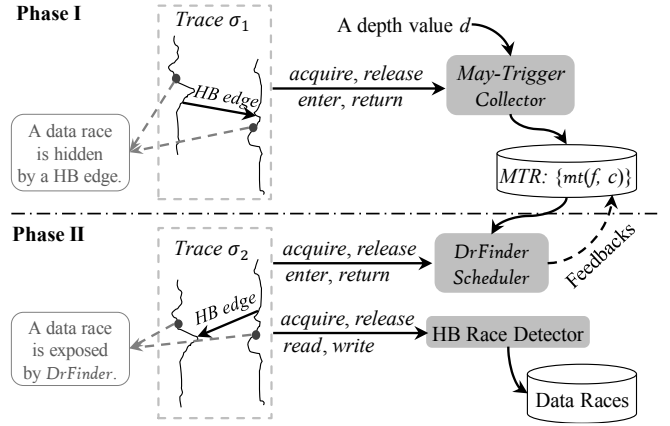 Phase I
Trace σ₁
A depth value d
HB edge
acquire, release
enter, return
May-Trigger
Collector
A data race
is hidden
by a HB edge.
MTR: {mt(f, c)}
Phase II
Trace σ₂
HB edge
acquire, release
enter, return
DrFinder
Scheduler
Feedbacks
A data race
is exposed
by DrFinder.
acquire, release
read, write
HB Race Detector
Data Races